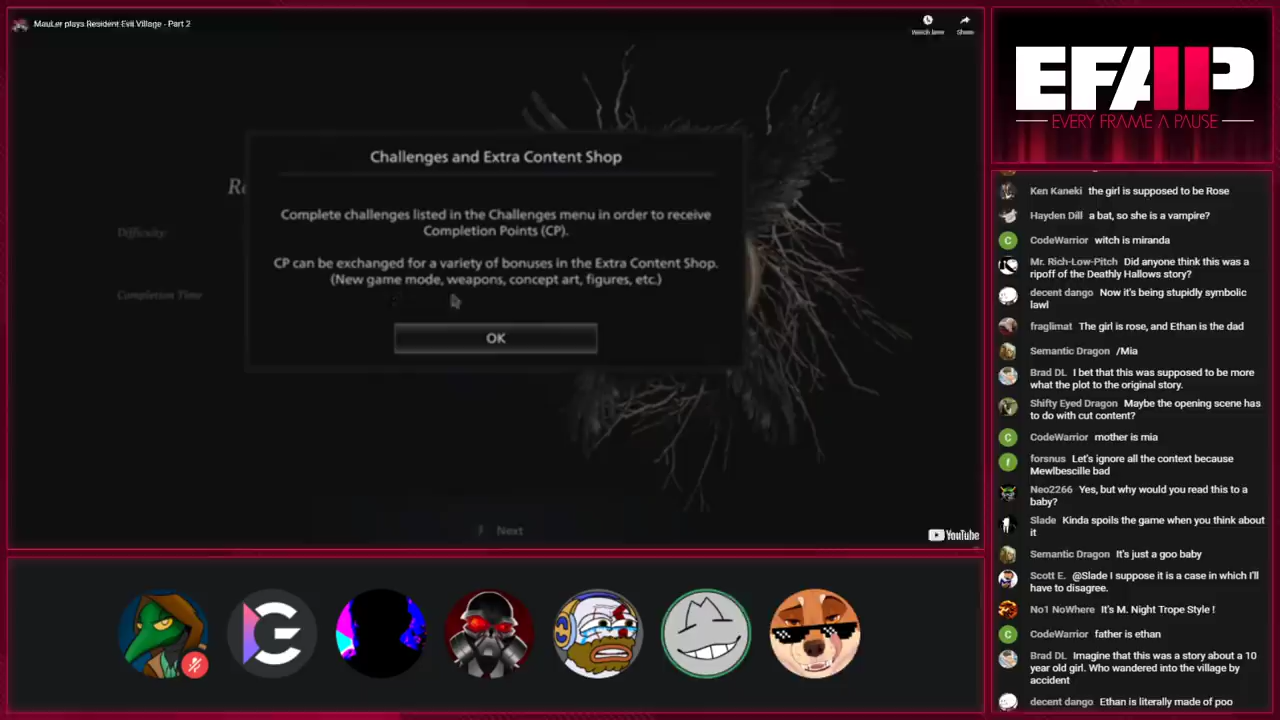 MauLer plays Resident Evil Village - Part 2
Watch later
Share
Challenges and Extra Content Shop
Complete challenges listed in the Challenges menu in order to receive
Completion Points (CP).
CP can be exchanged for a variety of bonuses in the Extra Content Shop.
(New game mode, weapons, concept art, figures, etc.)
OK
Difficulty
Completion Time
Next
YouTube
EFAP
EVERY FRAME A PAUSE
Ken Kaneki the girl is supposed to be Rose
Hayden Dill a bat, so she is a vampire?
C
CodeWarrior witch is miranda
Mr. Rich-Low-Pitch Did anyone think this was a
ripoff of the Deathly Hallows story?
decent dango Now it's being stupidly symbolic
lawl
fraglimat The girl is rose, and Ethan is the dad
Semantic Dragon /Mia
Brad DL I bet that this was supposed to be more
what the plot to the original story.
Shifty Eyed Dragon Maybe the opening scene has
to do with cut content?
C
CodeWarrior mother is mia
f
forsnus Let's ignore all the context because
Mewlbescille bad
Neo2266 Yes, but why would you read this to a
baby?
Slade Kinda spoils the game when you think about
it
Semantic Dragon It's just a goo baby
Scott E. @Slade I suppose it is a case in which I'll
have to disagree.
No1 NoWhere It's M. Night Trope Style !
C
CodeWarrior father is ethan
Brad DL Imagine that this was a story about a 10
year old girl. Who wandered into the village by
accident
decent dango Ethan is literally made of poo